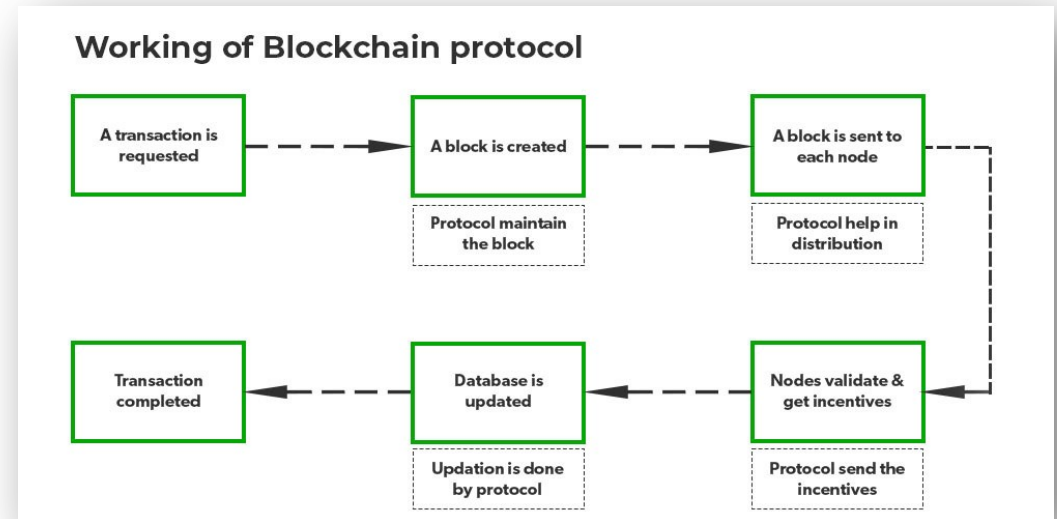 Working of Blockchain protocol
A transaction is
requested
A block is created
A block is sent to
each node
Protocol maintain
the block
Protocol help in
distribution
Transaction
completed
Database is
updated
Nodes validate &
get incentives
Updation is done
by protocol
Protocol send the
incentives